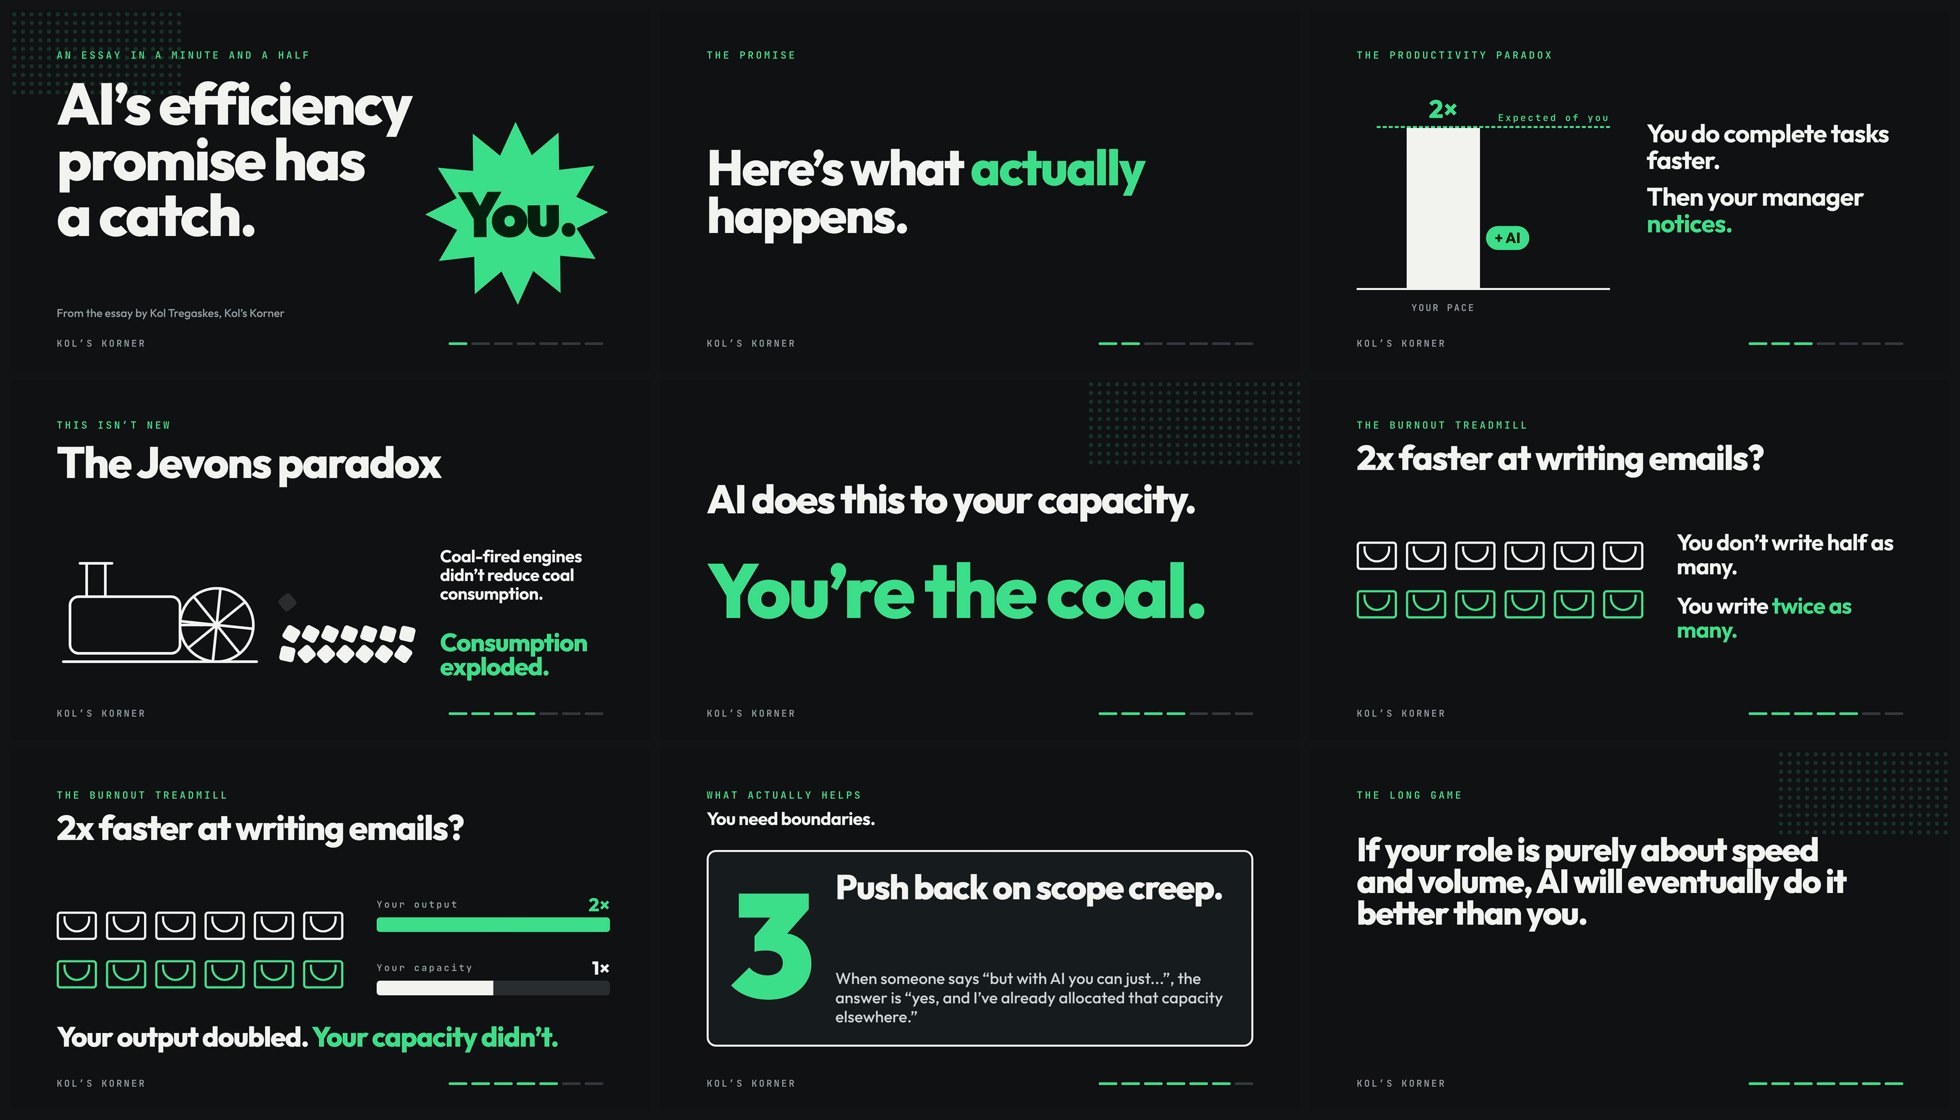 AN ESSAY IN A MINUTE AND A HALF
AI’s efficiency
promise has
a catch.
You.
From the essay by Kol Tregaskes, Kol’s Korner
KOL’S KORNER
THE PROMISE
Here’s what actually
happens.
KOL’S KORNER
THE PRODUCTIVITY PARADOX
2×
Expected of you
+ AI
YOUR PACE
You do complete tasks
faster.
Then your manager
notices.
KOL’S KORNER
THIS ISN’T NEW
The Jevons paradox
Coal-fired engines
didn’t reduce coal
consumption.
Consumption
exploded.
KOL’S KORNER
AI does this to your capacity.
You’re the coal.
KOL’S KORNER
THE BURNOUT TREADMILL
2x faster at writing emails?
You don’t write half as
many.
You write twice as
many.
KOL’S KORNER
THE BURNOUT TREADMILL
2x faster at writing emails?
Your output 2×
Your capacity 1×
Your output doubled. Your capacity didn’t.
KOL’S KORNER
WHAT ACTUALLY HELPS
You need boundaries.
3
Push back on scope creep.
When someone says “but with AI you can just...”, the
answer is “yes, and I’ve already allocated that capacity
elsewhere.”
KOL’S KORNER
THE LONG GAME
If your role is purely about speed
and volume, AI will eventually do it
better than you.
KOL’S KORNER